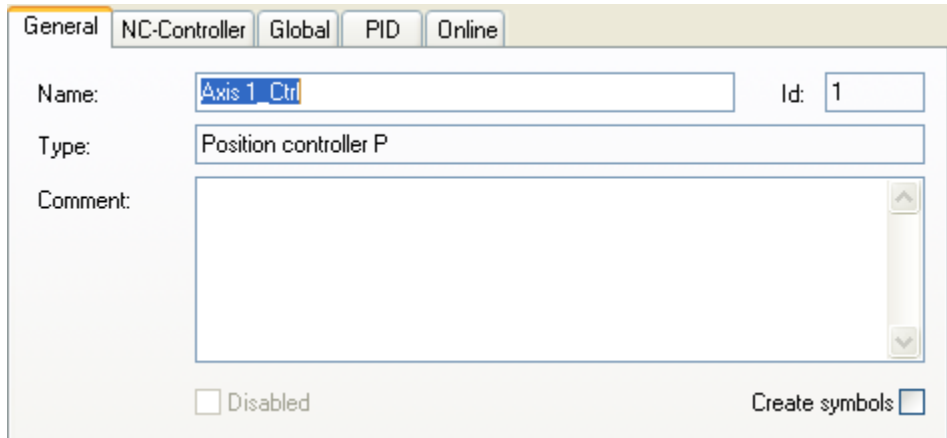 General NC-Controller Global PID Online
Name: Axis 1_Ctrl Id: 1
Type: Position controller P
Comment:
Disabled Create symbols